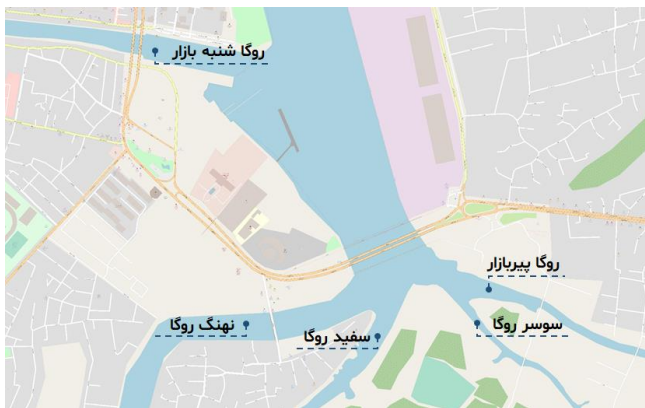 روگا شنبه بازار
روگا پیربازار
سوسر روگا
نهنگ روگا
سفید روگا